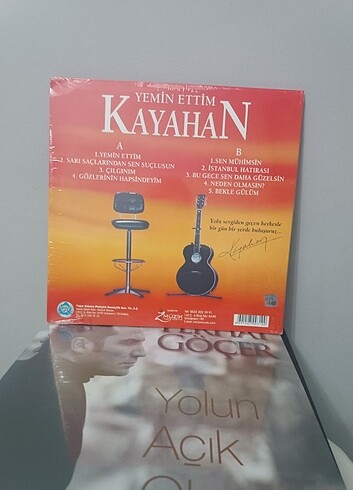 YEMİN ETTİM
KAYAHAN
A
1.YEMİN ETTİM
2. SARI SAÇLARINDAN SEN SUÇLUSUN
3. ÇILGINIM
4. GÖZLERİNİN HAPSİNDEYİM
B
1.SEN MÜHİMSİN
2. İSTANBUL HATIRASI
3. BU GECE SEN DAHA GÜZELSİN
4. NEDEN OLMASIN?
5. BEKLE GÜLÜM
Yolu sevgiden geçen herkesle
bir gün bir yerde buluşuruz...
Kayahan
MÜZİK
GÖÇER
Yolun
Açık